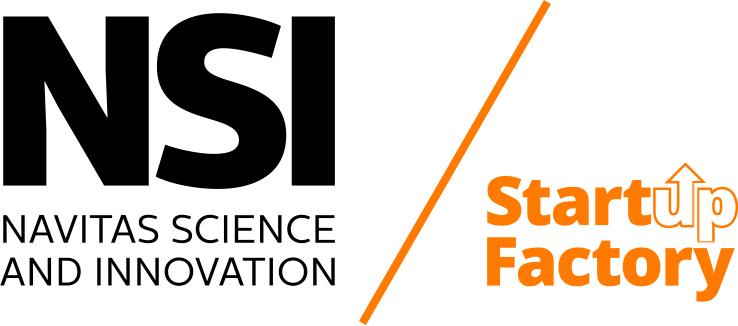 NSI
NAVITAS SCIENCE
AND INNOVATION
Startup
Factory